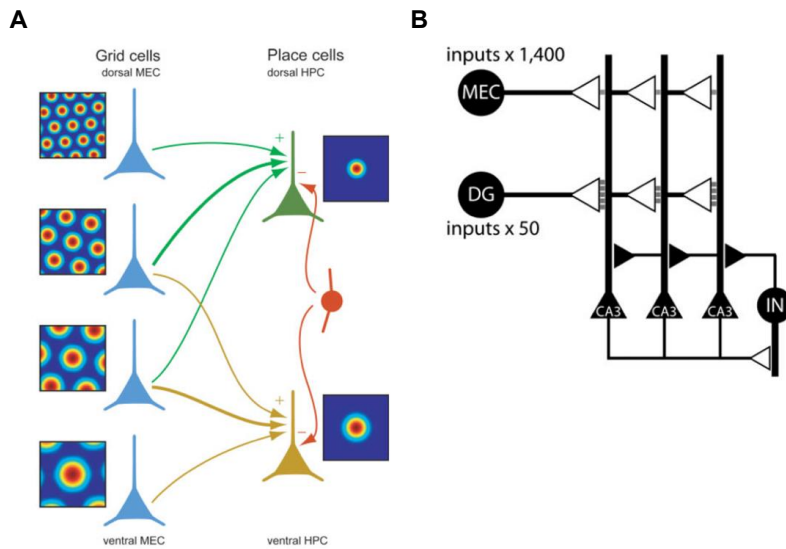 A
Grid cells
dorsal MEC
Place cells
dorsal HPC
+
−
+
−
ventral MEC
ventral HPC
B
inputs x 1,400
MEC
DG
inputs x 50
CA3
CA3
CA3
IN